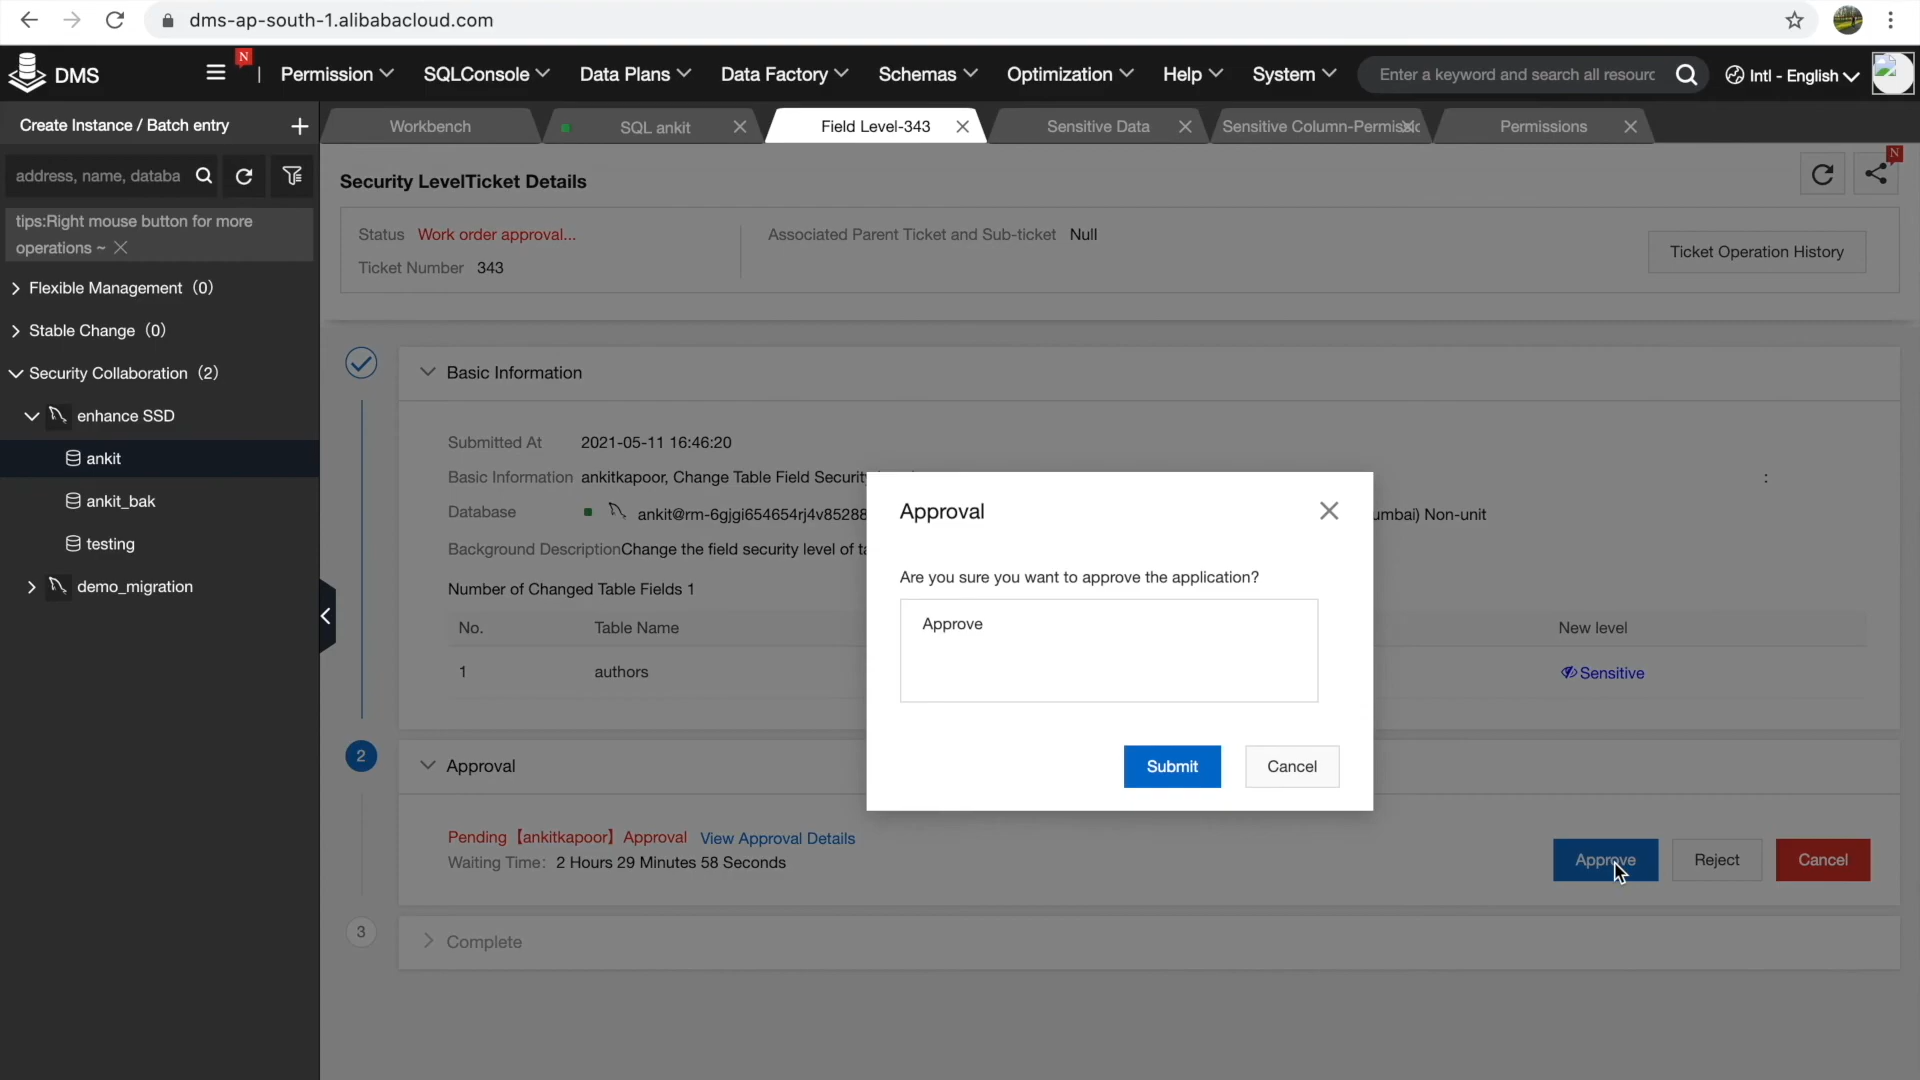 dms-ap-south-1.alibabacloud.com
DMS
N
Permission
SQLConsole
Data Plans
Data Factory
Schemas
Optimization
Help
System
Enter a keyword and search all resourc
Intl - English
Create Instance / Batch entry
Workbench
SQL ankit
Field Level-343
Sensitive Data
Sensitive Column-Permissic
Permissions
address, name, databa
tips:Right mouse button for more
operations ~
Flexible Management (0)
Stable Change (0)
Security Collaboration (2)
enhance SSD
ankit
ankit_bak
testing
demo_migration
Security LevelTicket Details
N
Status Work order approval...
Associated Parent Ticket and Sub-ticket Null
Ticket Number 343
Ticket Operation History
Basic Information
Submitted At 2021-05-11 16:46:20
Basic Information ankitkapoor, Change Table Field Securit
:
Database ankit@rm-6gjgi654654rj4v85288
umbai) Non-unit
Background DescriptionChange the field security level of ta
Number of Changed Table Fields 1
No. Table Name New level
1 authors Sensitive
Approval
Are you sure you want to approve the application?
Approve
Submit Cancel
2 Approval
Pending【ankitkapoor】Approval View Approval Details
Waiting Time: 2 Hours 29 Minutes 58 Seconds
Approve Reject Cancel
3 Complete